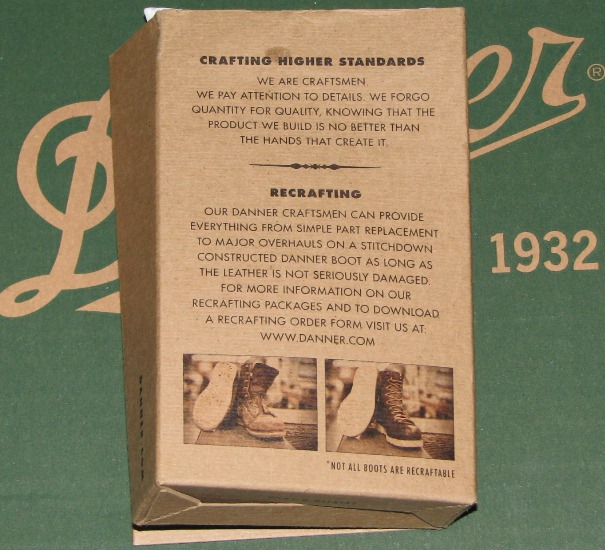 CRAFTING HIGHER STANDARDS
WE ARE CRAFTSMEN.
WE PAY ATTENTION TO DETAILS. WE FORGO
QUANTITY FOR QUALITY, KNOWING THAT THE
PRODUCT WE BUILD IS NO BETTER THAN
THE HANDS THAT CREATE IT.
RECRAFTING
OUR DANNER CRAFTSMEN CAN PROVIDE
EVERYTHING FROM SIMPLE PART REPLACEMENT
TO MAJOR OVERHAULS ON A STITCHDOWN
CONSTRUCTED DANNER BOOT AS LONG AS
THE LEATHER IS NOT SERIOUSLY DAMAGED.
FOR MORE INFORMATION ON OUR
RECRAFTING PACKAGES AND TO DOWNLOAD
A RECRAFTING ORDER FORM VISIT US AT:
WWW.DANNER.COM
*NOT ALL BOOTS ARE RECRAFTABLE
D er ®
1932